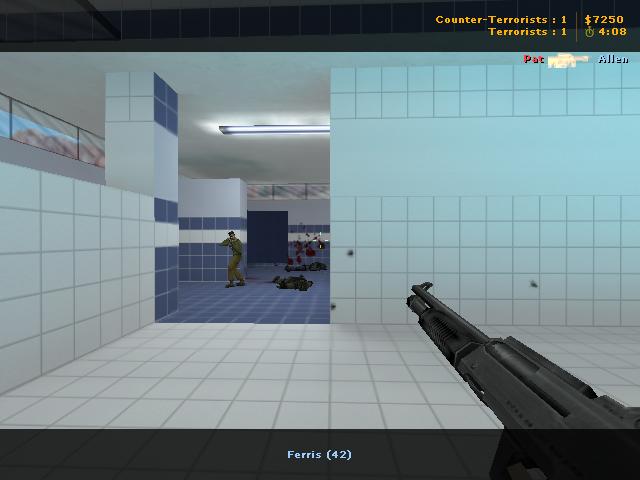 Counter-Terrorists : 1 $7250
Terrorists : 1 4:08
Pat Allen
Ferris (42)